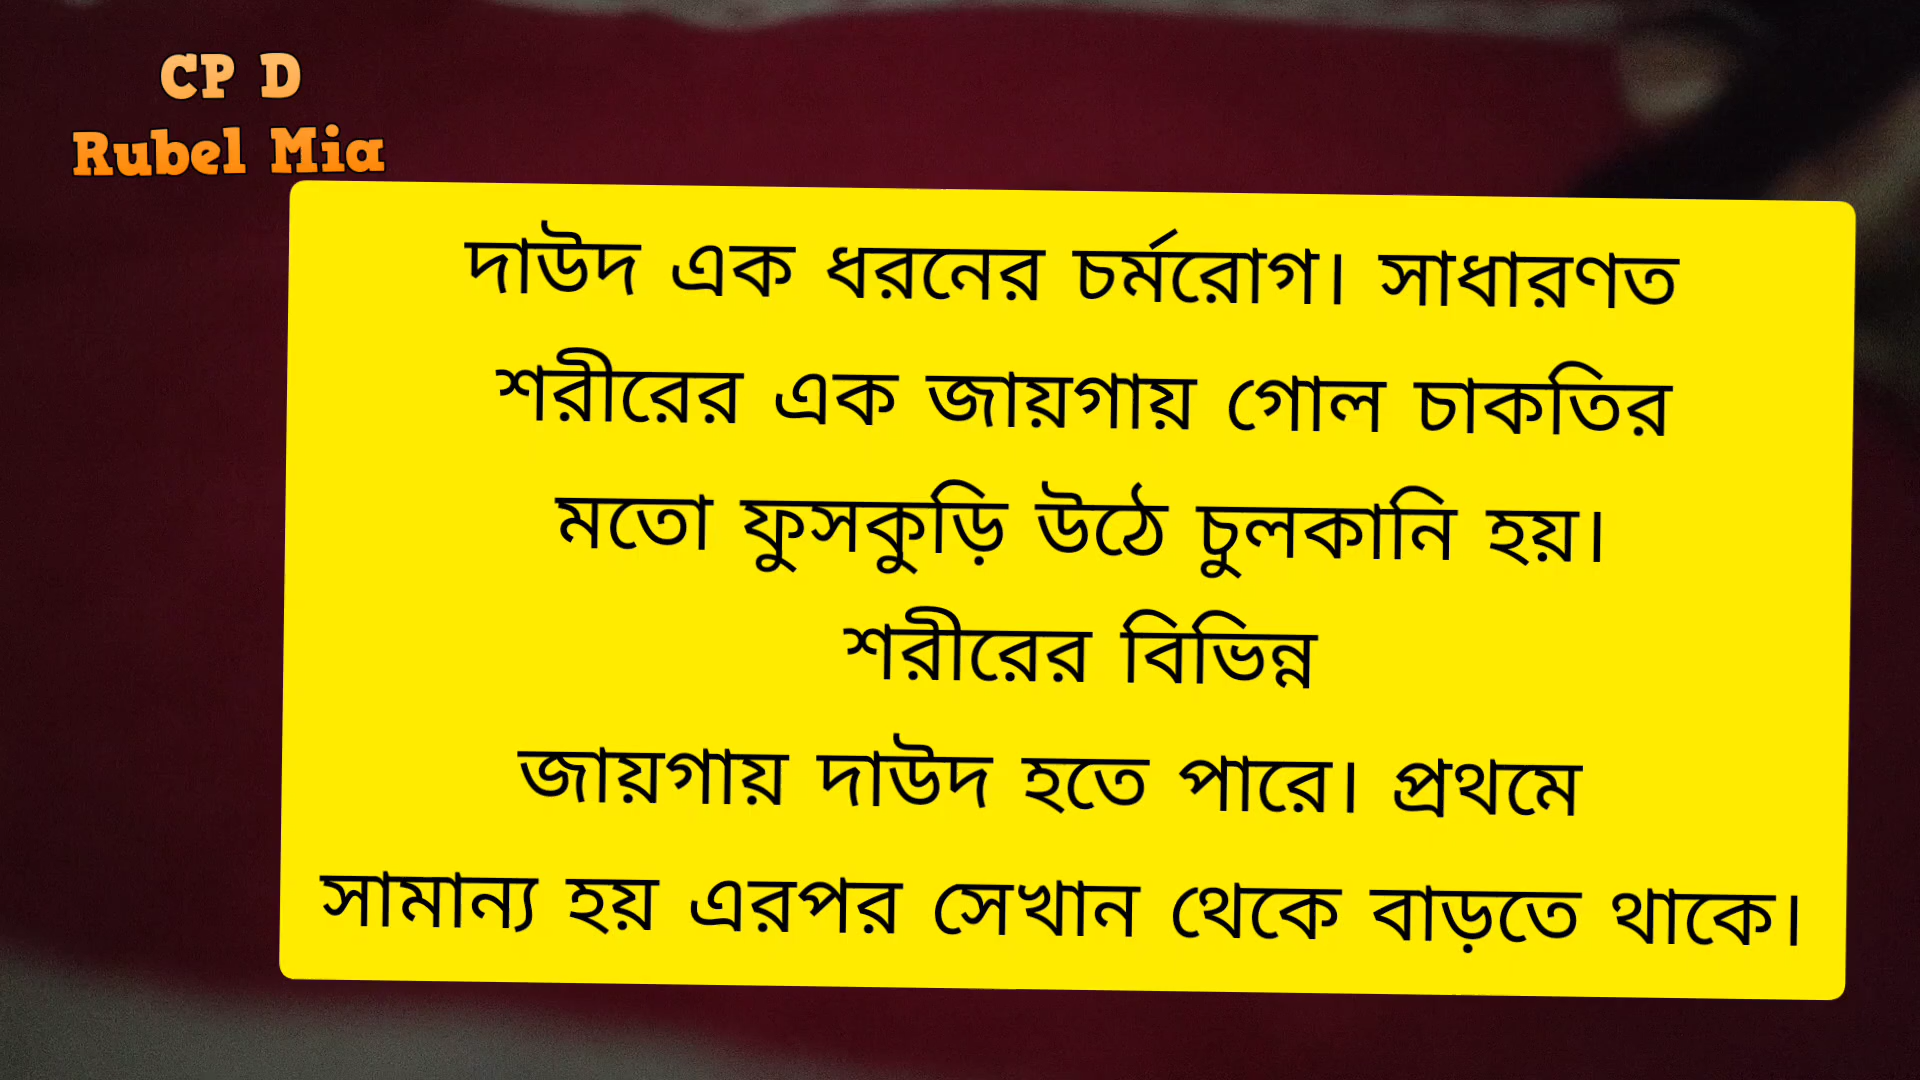 CP D
Rubel Mia
দাউদ এক ধরনের চর্মরোগ। সাধারণত
শরীরের এক জায়গায় গোল চাকতির
মতো ফুসকুড়ি উঠে চুলকানি হয়।
শরীরের বিভিন্ন
জায়গায় দাউদ হতে পারে। প্রথমে
সামান্য হয় এরপর সেখান থেকে বাড়তে থাকে।